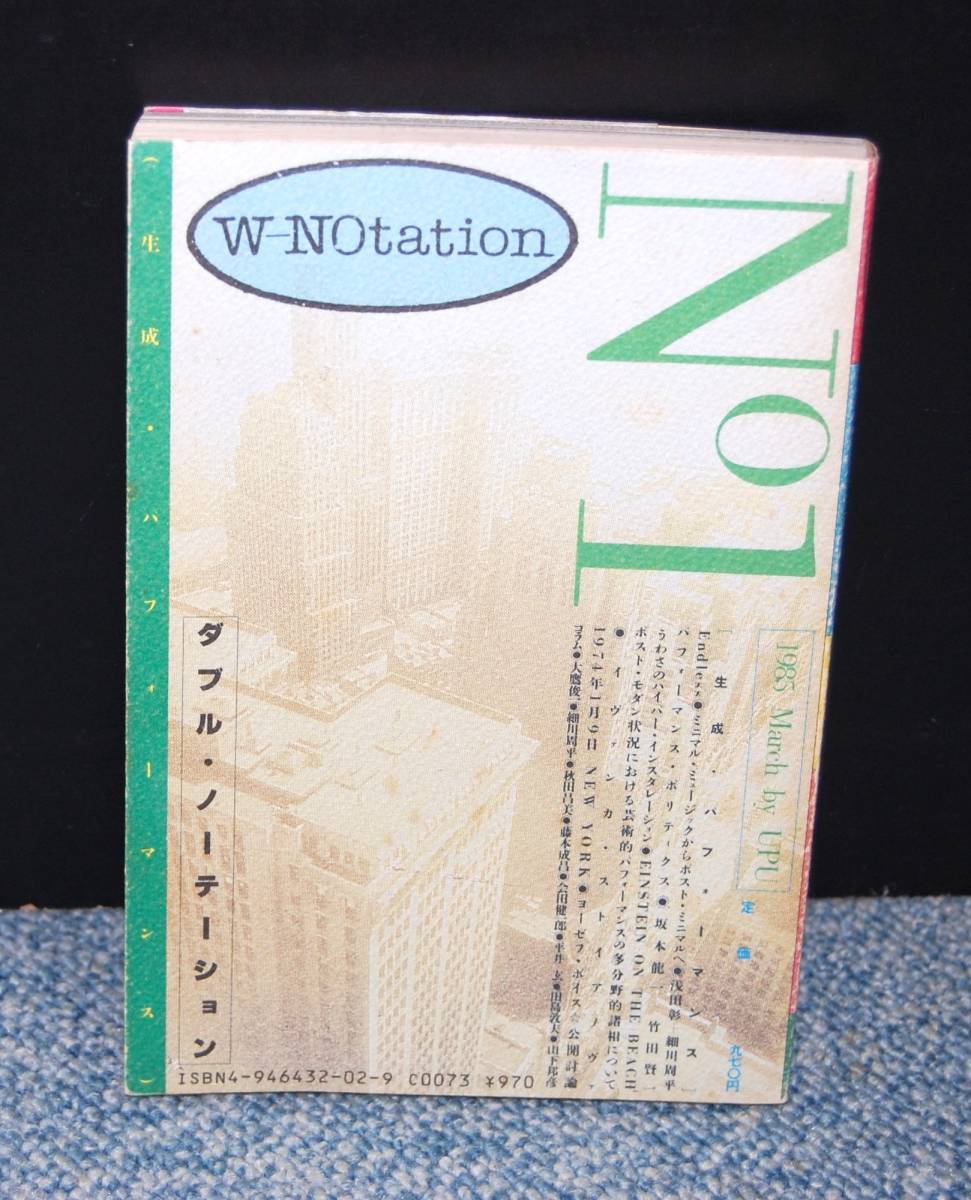 W-NOtation
No1
1985 March by UPU
定価 九七〇円
[生成・パフォーマンス]
Endless●ミニマル・ミュージックからポスト・ミニマルへ●浅田彰 細川周平
パフォーマンス・ポリティクス●坂本龍一 竹田賢一
うわさのハイパー・インスタレーション●EINSTEIN ON THE BEACH
ポスト・モダン状況における芸術的パフォーマンスの多分野的諸相について
●イヴァンカ・ストイアノヴァ
1974年1月9日 NEW YORK●ヨーゼフ・ボイス☆公開討論
コラム●大鷹俊一●細川周平●秋田昌美●藤本成昌●会田健一郎●平井玄●田島敦夫●山下邦彦
ダブル・ノーテーション
(生成・パフォーマンス)
ISBN4-946432-02-9 C0073 ¥970